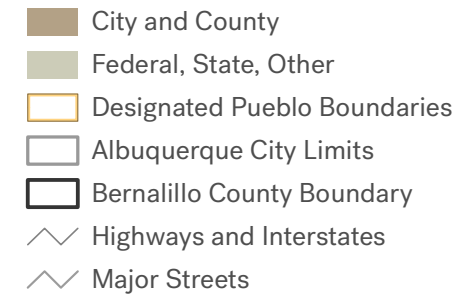 City and County
Federal, State, Other
Designated Pueblo Boundaries
Albuquerque City Limits
Bernalillo County Boundary
Highways and Interstates
Major Streets